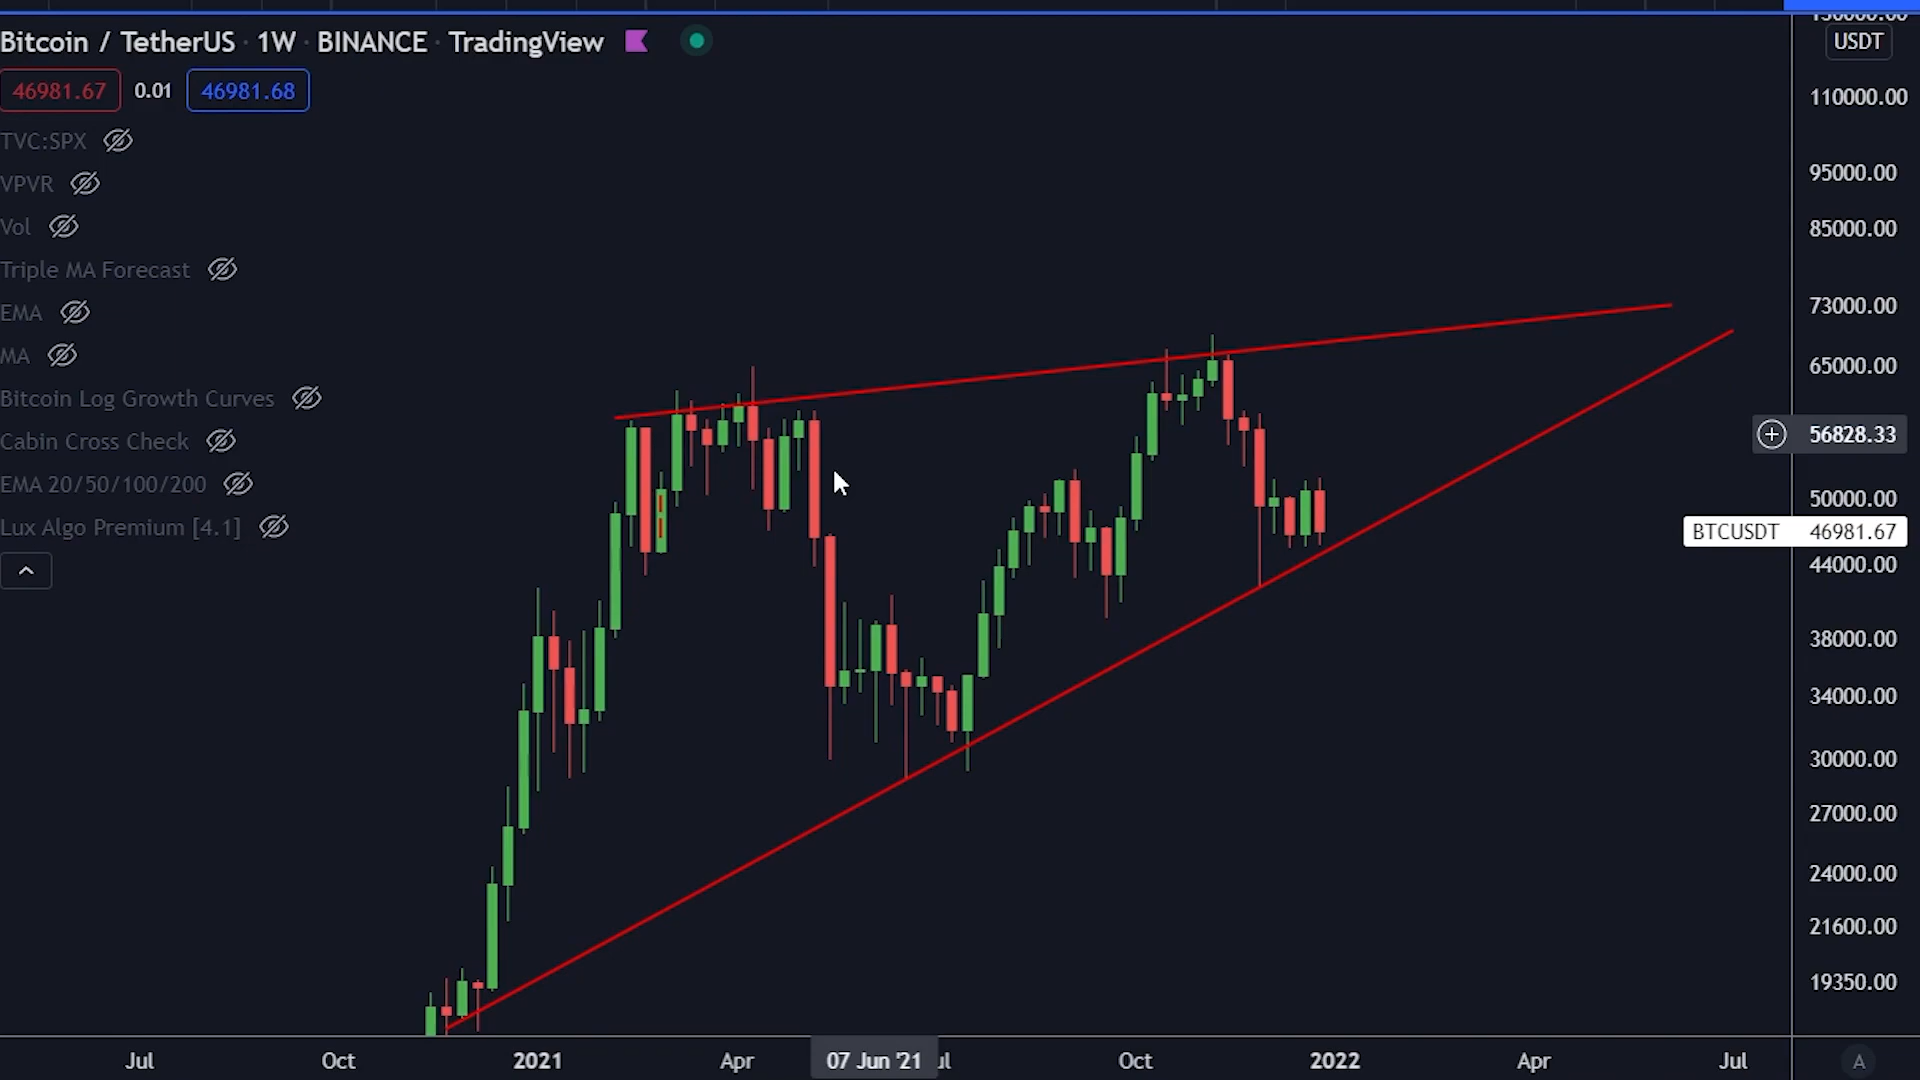 130000.00
Bitcoin / TetherUS · 1W · BINANCE · TradingView
USDT
46981.67 0.01 46981.68
110000.00
TVC:SPX
95000.00
VPVR
Vol
85000.00
Triple MA Forecast
EMA
73000.00
MA
65000.00
Bitcoin Log Growth Curves
Cabin Cross Check
56828.33
EMA 20/50/100/200
50000.00
Lux Algo Premium [4.1]
BTCUSDT 46981.67
44000.00
38000.00
34000.00
30000.00
27000.00
24000.00
21600.00
19350.00
Jul Oct 2021 Apr 07 Jun '21 Oct 2022 Apr Jul A